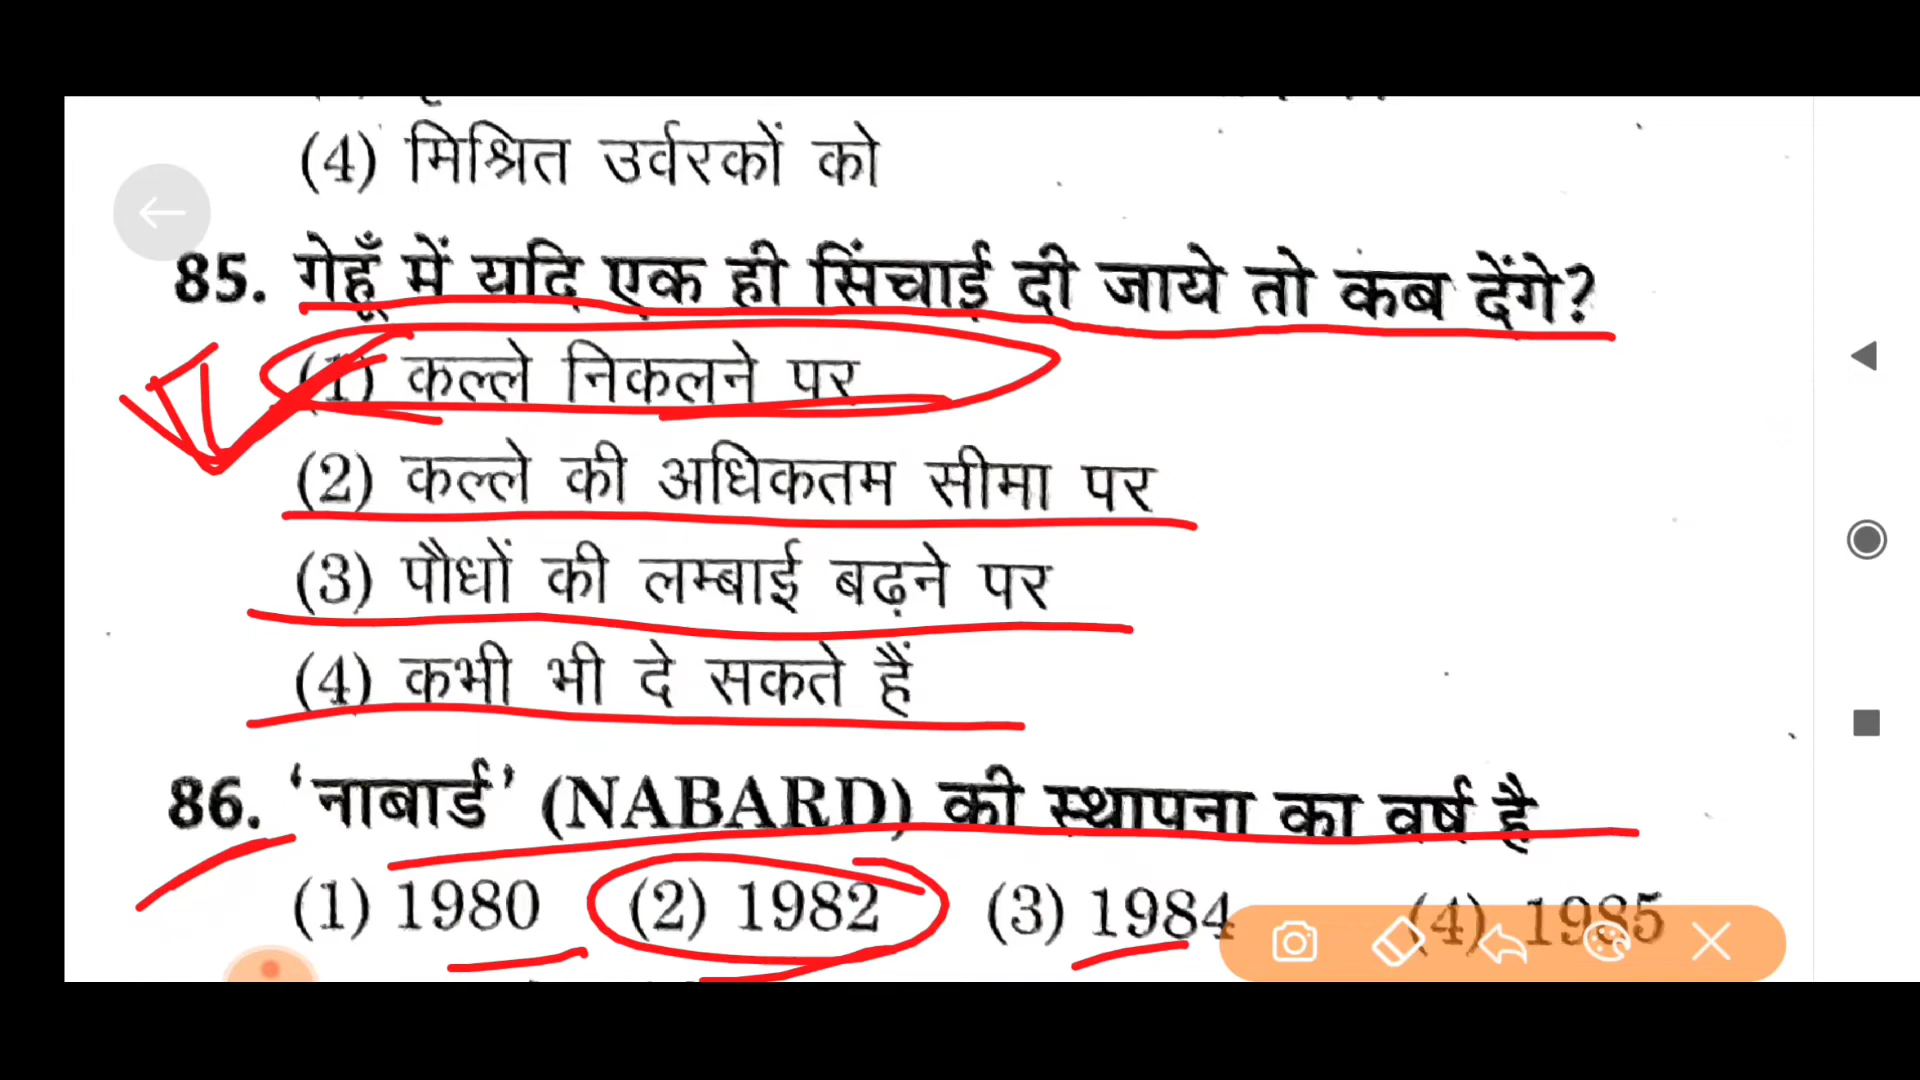 (4) मिश्रित उर्वरकों को
85. गेहूँ में यदि एक ही सिंचाई दी जाये तो कब देंगे?
(1) कल्ले निकलने पर
(2) कल्ले की अधिकतम सीमा पर
(3) पौधों की लम्बाई बढ़ने पर
(4) कभी भी दे सकते हैं
86. ‘नाबार्ड’ (NABARD) की स्थापना का वर्ष है
(1) 1980 (2) 1982 (3) 1984 (4) 1985